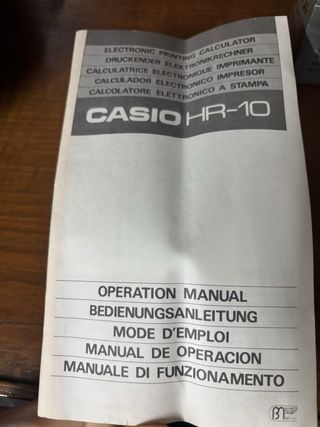 ELECTRONIC PRINTING CALCULATOR
DRUCKENDER ELEKTRONIKRECHNER
CALCULATRICE ELECTRONIQUE IMPRIMANTE
CALCULADOR ELECTRONICO IMPRESOR
CALCOLATORE ELETTRONICO A STAMPA
CASIO HR-10
OPERATION MANUAL
BEDIENUNGSANLEITUNG
MODE D'EMPLOI
MANUAL DE OPERACION
MANUALE DI FUNZIONAMENTO